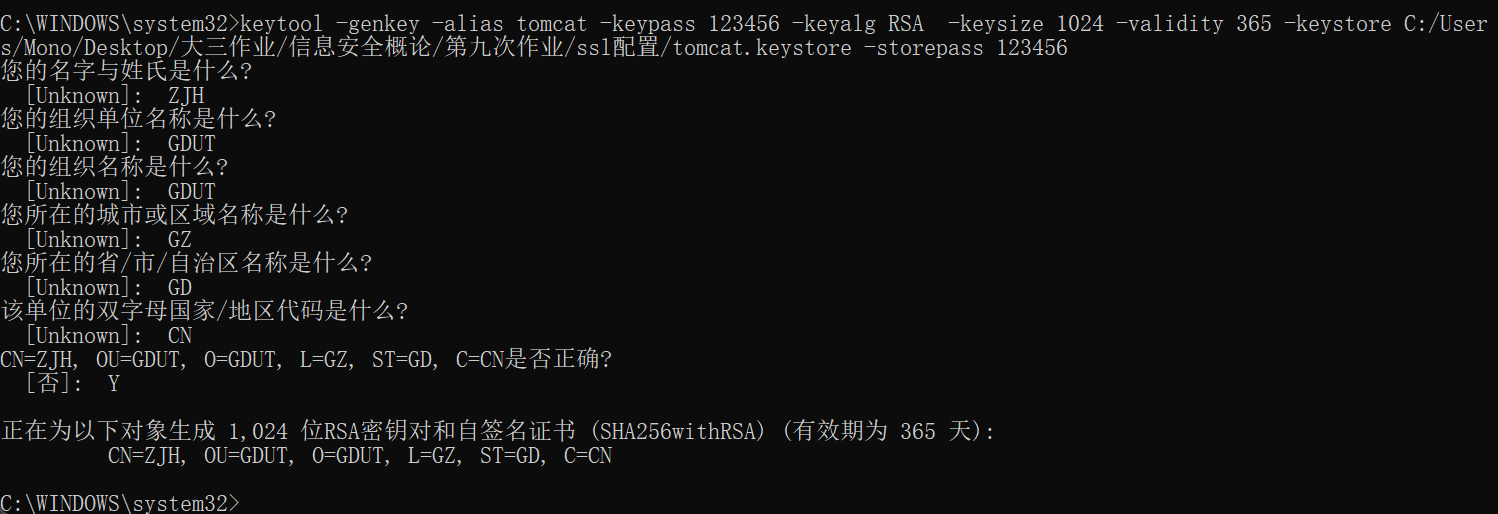 C:\WINDOWS\system32>keytool -genkey -alias tomcat -keypass 123456 -keyalg RSA  -keysize 1024 -validity 365 -keystore C:/User
s/Mono/Desktop/大三作业/信息安全概论/第九次作业/ssl配置/tomcat.keystore -storepass 123456
您的名字与姓氏是什么?
  [Unknown]:  ZJH
您的组织单位名称是什么?
  [Unknown]:  GDUT
您的组织名称是什么?
  [Unknown]:  GDUT
您所在的城市或区域名称是什么?
  [Unknown]:  GZ
您所在的省/市/自治区名称是什么?
  [Unknown]:  GD
该单位的双字母国家/地区代码是什么?
  [Unknown]:  CN
CN=ZJH, OU=GDUT, O=GDUT, L=GZ, ST=GD, C=CN是否正确?
  [否]:  Y
正在为以下对象生成 1,024 位RSA密钥对和自签名证书 (SHA256withRSA) (有效期为 365 天):
         CN=ZJH, OU=GDUT, O=GDUT, L=GZ, ST=GD, C=CN
C:\WINDOWS\system32>